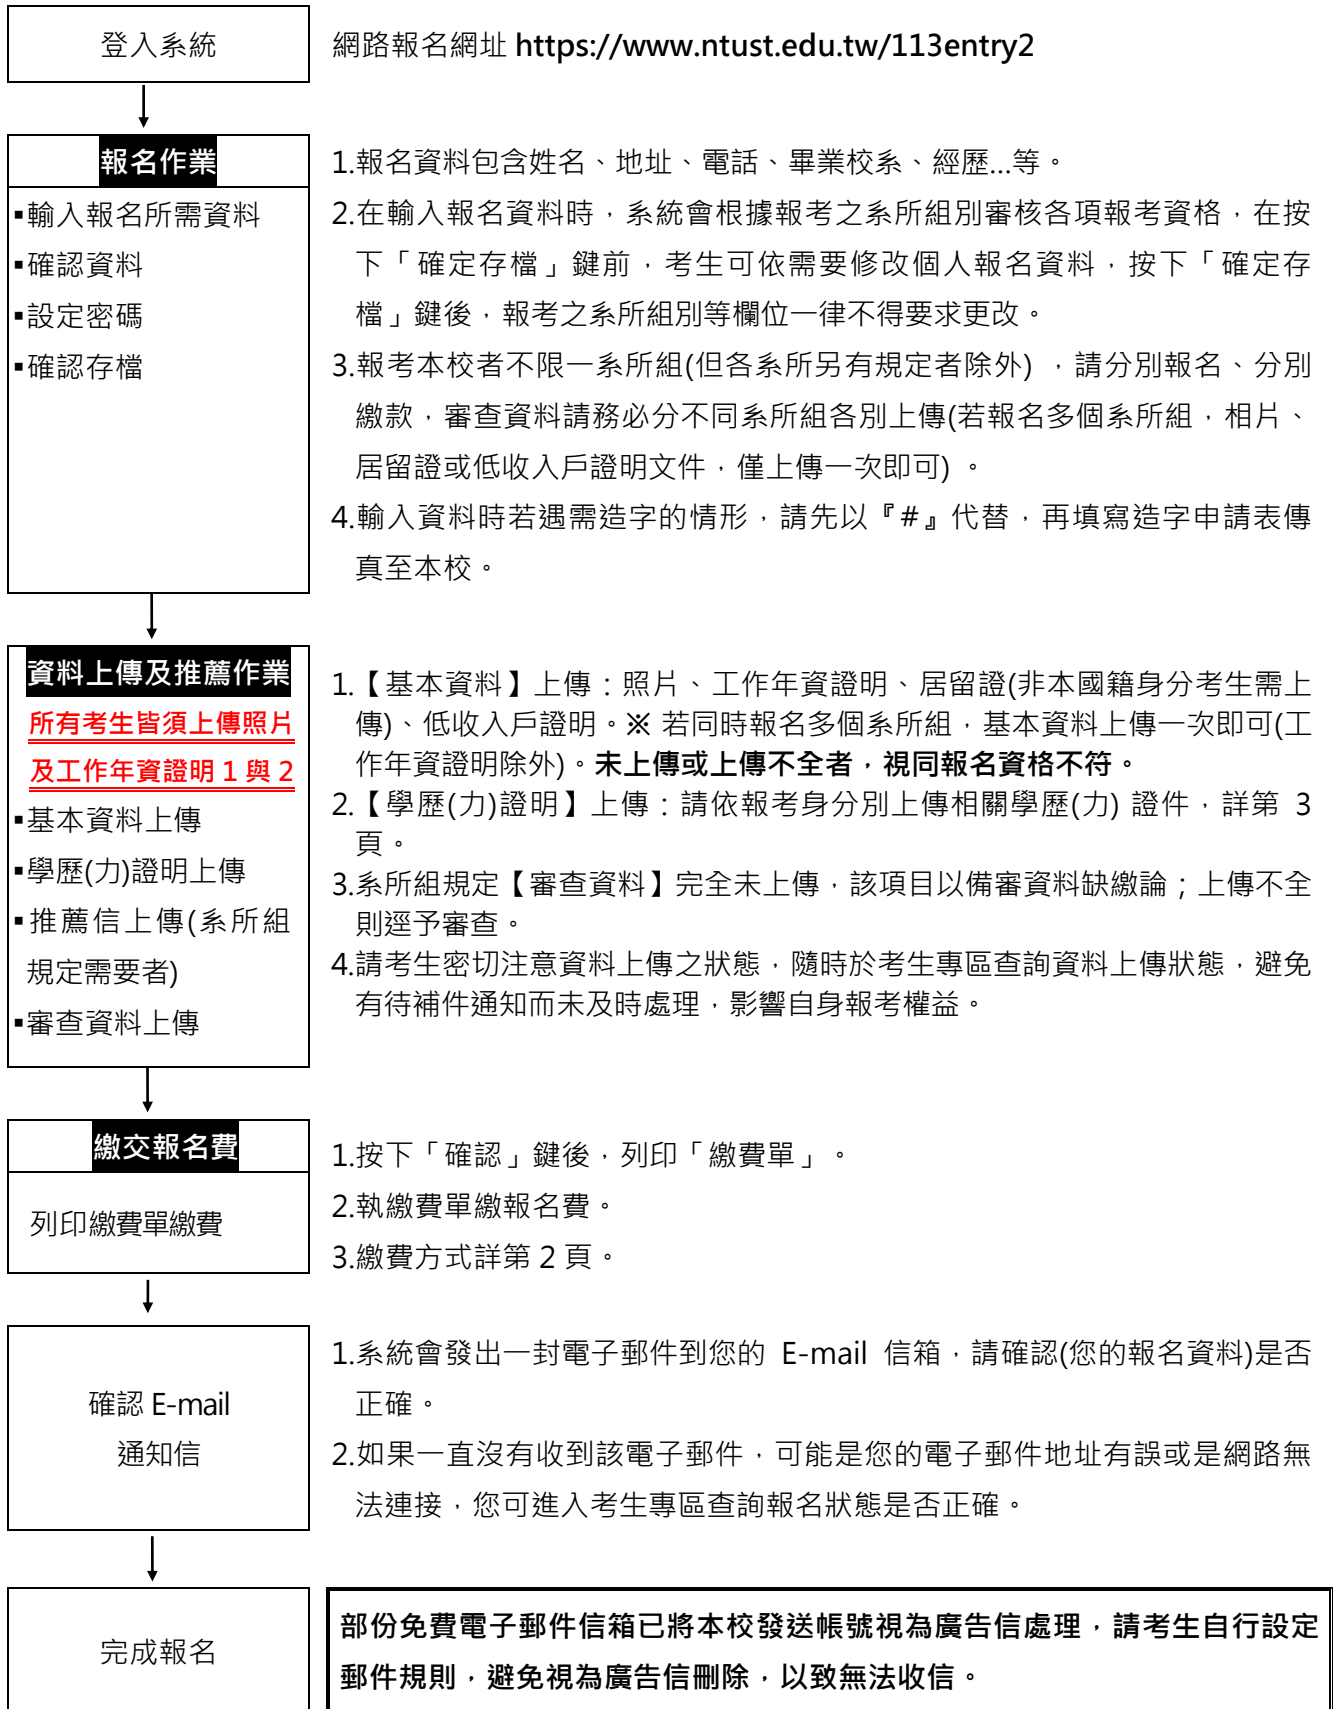 登入系統
網路報名網址 https://www.ntust.edu.tw/113entry2
報名作業
▪輸入報名所需資料
▪確認資料
▪設定密碼
▪確認存檔
1.報名資料包含姓名、地址、電話、畢業校系、經歷...等。
2.在輸入報名資料時，系統會根據報考之系所組別審核各項報考資格，在按
下「確定存檔」鍵前，考生可依需要修改個人報名資料，按下「確定存
檔」鍵後，報考之系所組別等欄位一律不得要求更改。
3.報考本校者不限一系所組(但各系所另有規定者除外) ，請分別報名、分別
繳款，審查資料請務必分不同系所組各別上傳(若報名多個系所組，相片、
居留證或低收入戶證明文件，僅上傳一次即可) 。
4.輸入資料時若遇需造字的情形，請先以『#』代替，再填寫造字申請表傳
真至本校。
資料上傳及推薦作業
所有考生皆須上傳照片
及工作年資證明 1 與 2
▪基本資料上傳
▪學歷(力)證明上傳
▪推薦信上傳(系所組
規定需要者)
▪審查資料上傳
1.【基本資料】上傳：照片、工作年資證明、居留證(非本國籍身分考生需上
傳)、低收入戶證明。※ 若同時報名多個系所組，基本資料上傳一次即可(工
作年資證明除外)。未上傳或上傳不全者，視同報名資格不符。
2.【學歷(力)證明】上傳：請依報考身分別上傳相關學歷(力) 證件，詳第 3
頁。
3.系所組規定【審查資料】完全未上傳，該項目以備審資料缺繳論；上傳不全
則逕予審查。
4.請考生密切注意資料上傳之狀態，隨時於考生專區查詢資料上傳狀態，避免
有待補件通知而未及時處理，影響自身報考權益。
繳交報名費
列印繳費單繳費
1.按下「確認」鍵後，列印「繳費單」。
2.執繳費單繳報名費。
3.繳費方式詳第 2 頁。
確認 E-mail
通知信
1.系統會發出一封電子郵件到您的 E-mail 信箱，請確認(您的報名資料)是否
正確。
2.如果一直沒有收到該電子郵件，可能是您的電子郵件地址有誤或是網路無
法連接，您可進入考生專區查詢報名狀態是否正確。
完成報名
部份免費電子郵件信箱已將本校發送帳號視為廣告信處理，請考生自行設定
郵件規則，避免視為廣告信刪除，以致無法收信。